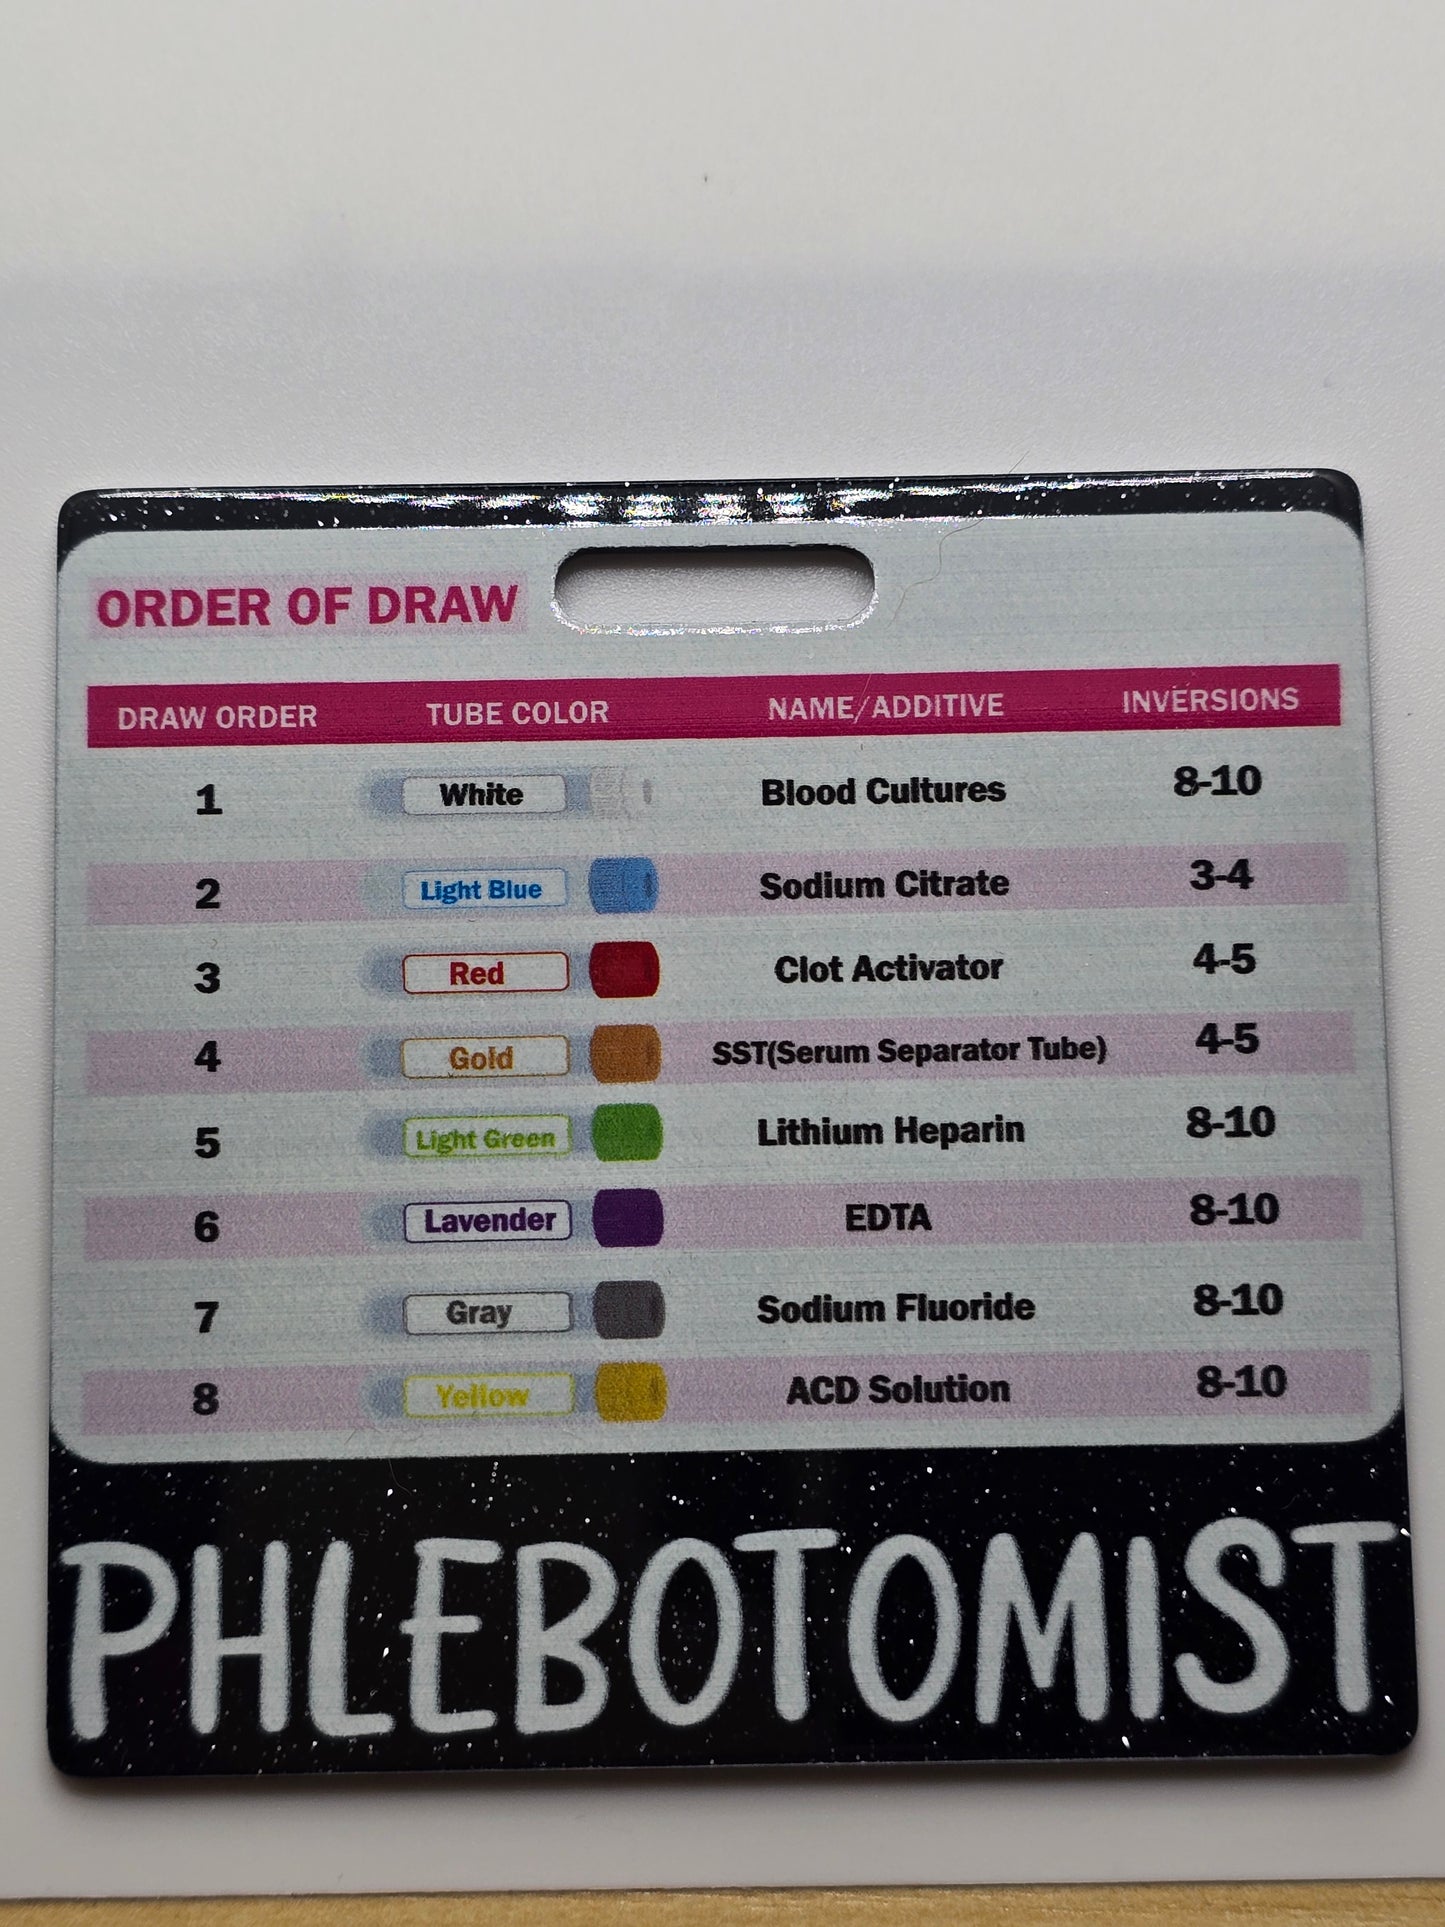 ORDER OF DRAW
DRAW ORDER TUBE COLOR NAME/ADDITIVE INVERSIONS
1 White Blood Cultures 8-10
2 Light Blue Sodium Citrate 3-4
3 Red Clot Activator 4-5
4 Gold SST(Serum Separator Tube) 4-5
5 Light Green Lithium Heparin 8-10
6 Lavender EDTA 8-10
7 Gray Sodium Fluoride 8-10
8 Yellow ACD Solution 8-10
PHLEBOTOMIST